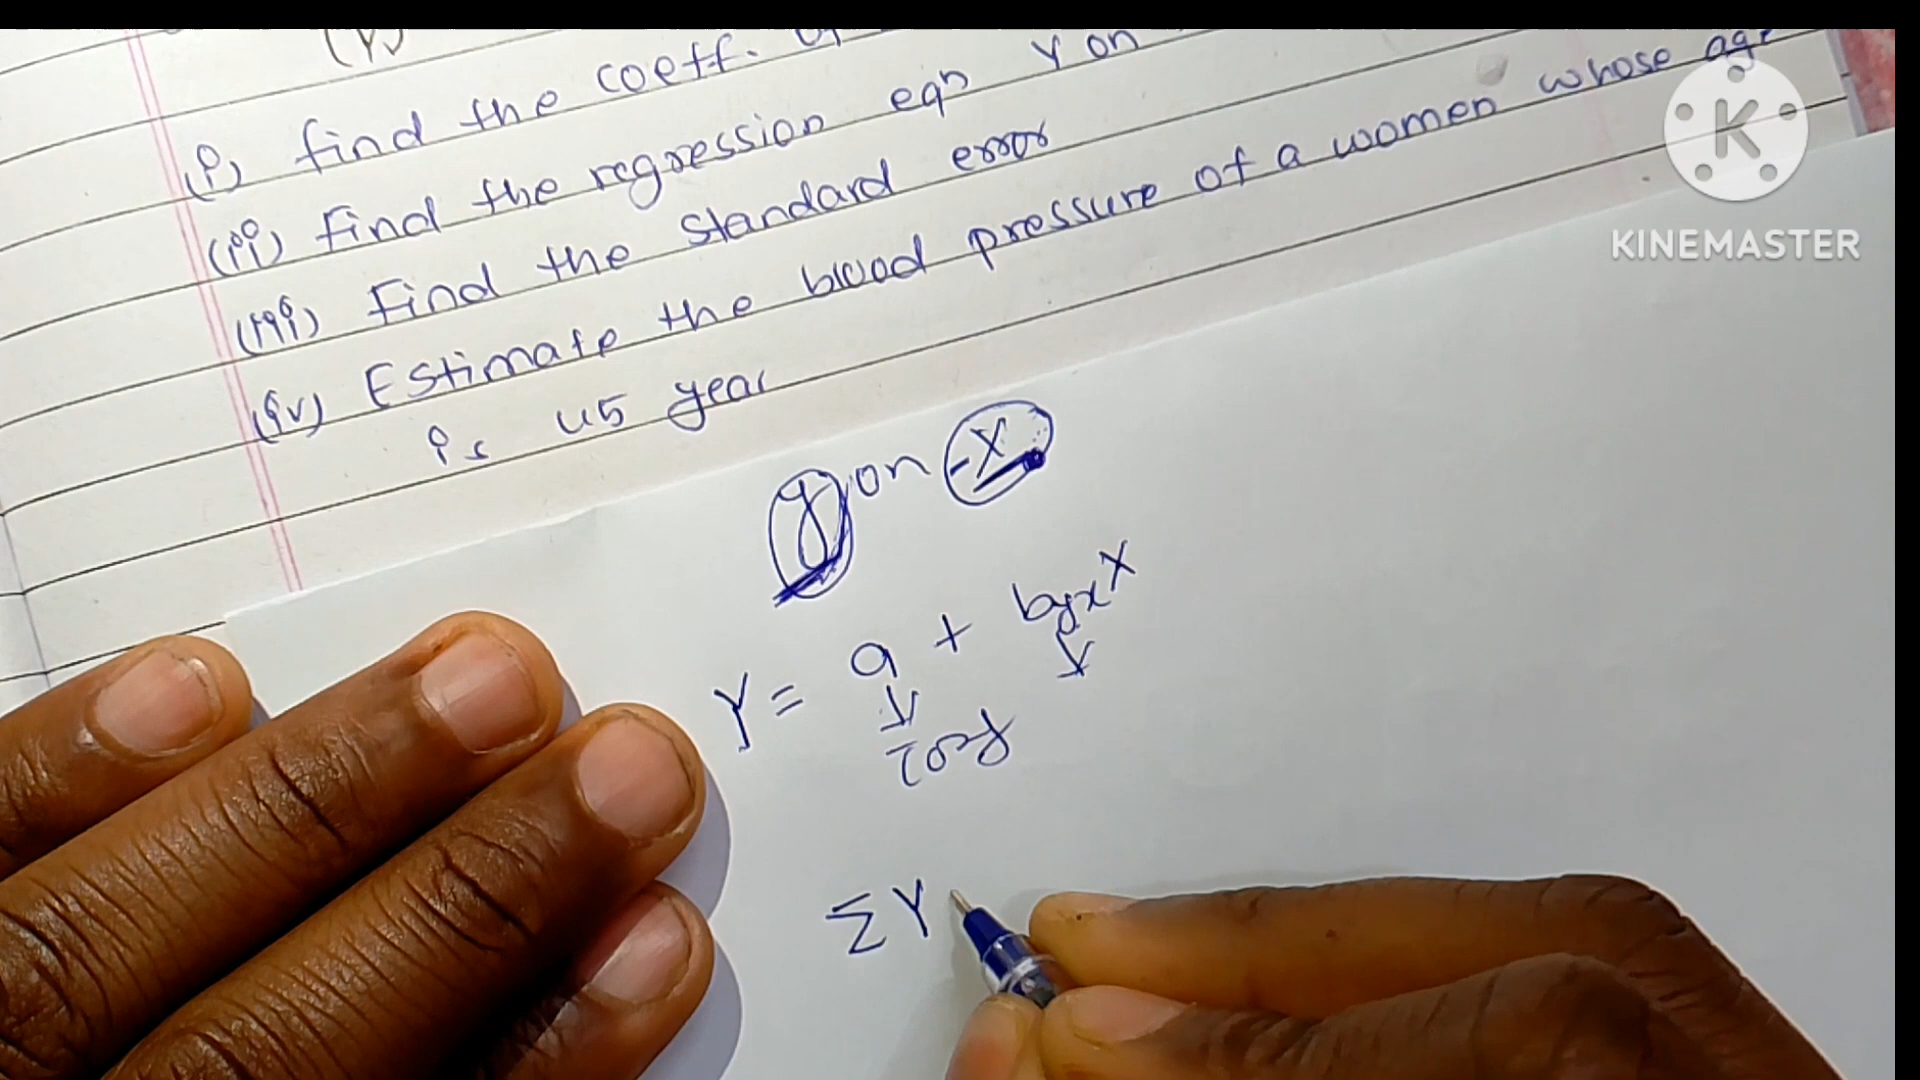 (i) find the coeff.
(ii) Find the regression eqn Y on
(iii) Find the standard error
(iv) Estimate the blood pressure of a women whose age
is 45 year
y on x
Y = a + byx X
ΣY
KINEMASTER